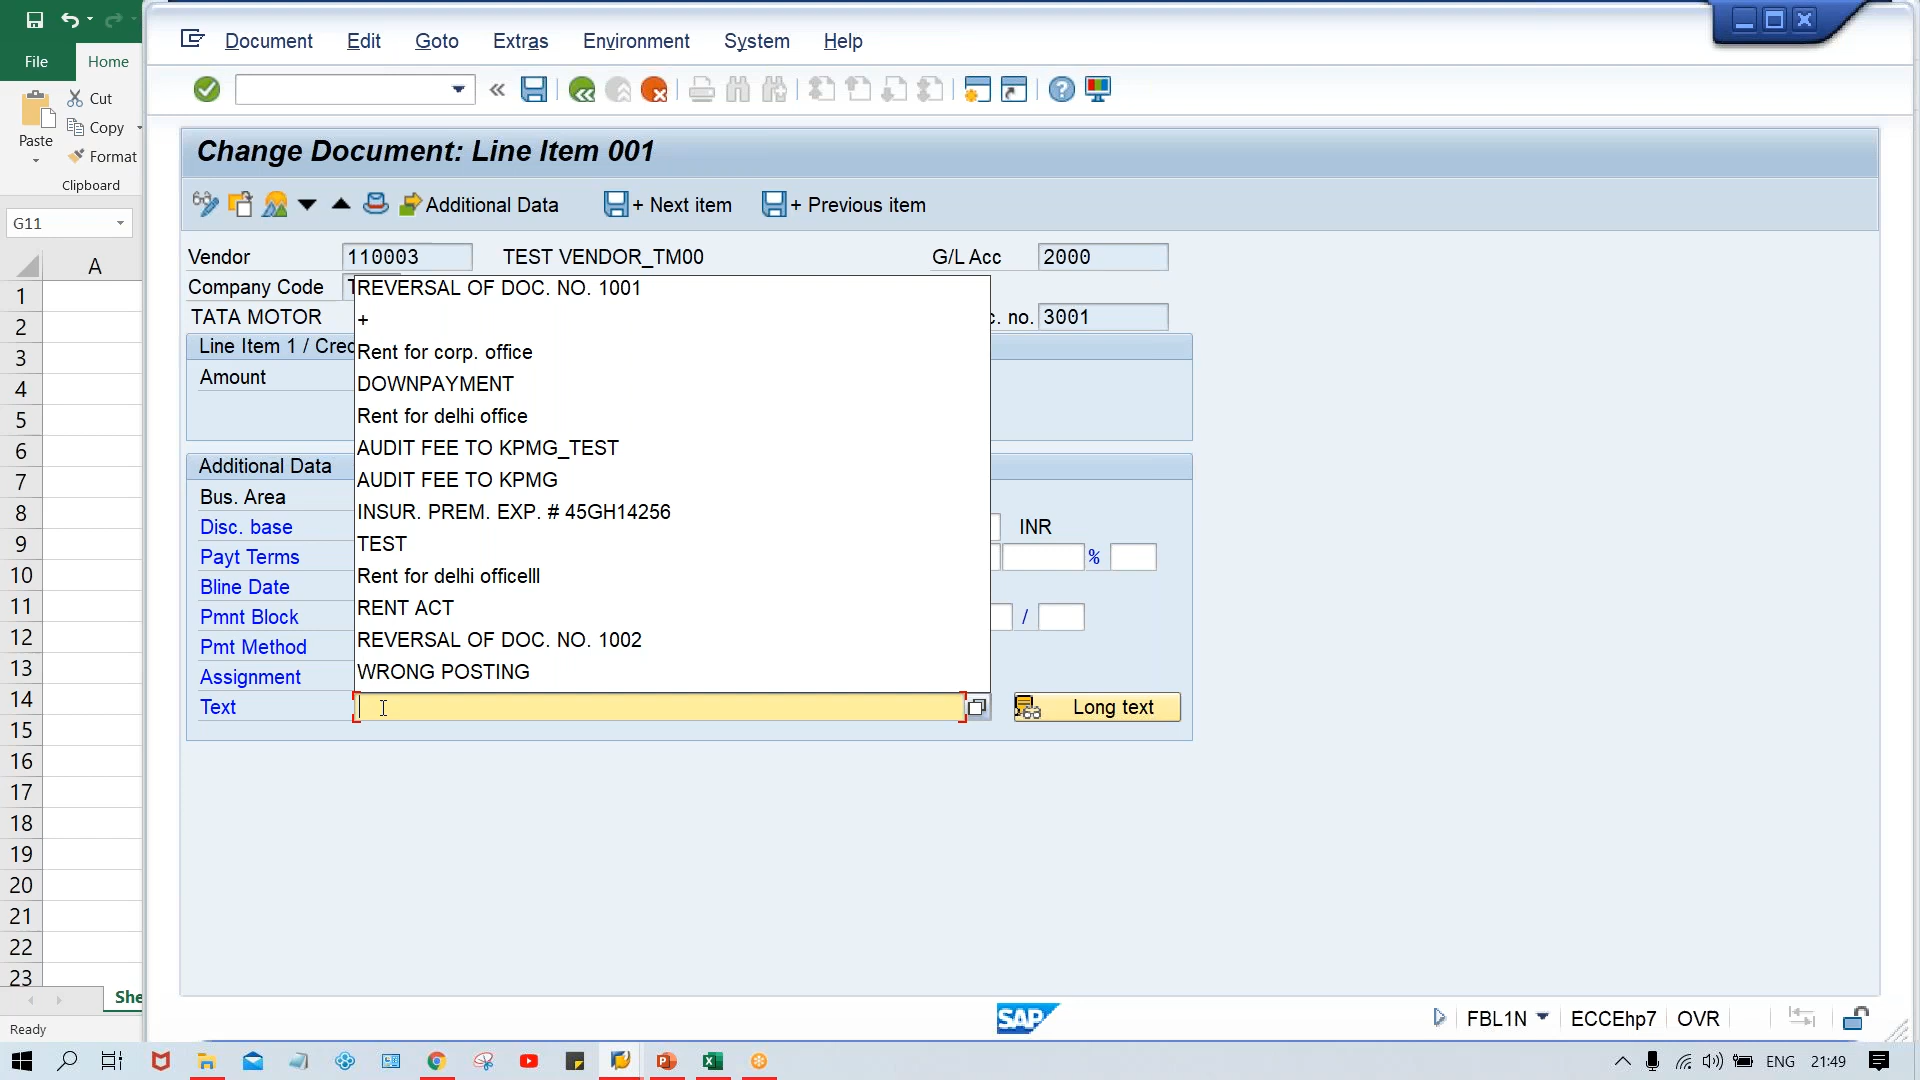 Document Edit Goto Extras Environment System Help
File Home
Cut
Copy
Paste
Format
Clipboard
G11
A
1
2
3
4
5
6
7
8
9
10
11
12
13
14
15
16
17
18
19
20
21
22
23
She
Ready
Change Document: Line Item 001
Additional Data + Next item + Previous item
Vendor 110003 TEST VENDOR_TM00 G/L Acc 2000
Company Code
TATA MOTOR c. no. 3001
Line Item 1 / Cred
Amount
REVERSAL OF DOC. NO. 1001
+
Rent for corp. office
DOWNPAYMENT
Rent for delhi office
AUDIT FEE TO KPMG_TEST
AUDIT FEE TO KPMG
INSUR. PREM. EXP. # 45GH14256
TEST
Rent for delhi officelll
RENT ACT
REVERSAL OF DOC. NO. 1002
WRONG POSTING
Additional Data
Bus. Area
Disc. base INR
Payt Terms %
Bline Date
Pmnt Block /
Pmt Method
Assignment
Text Long text
SAP FBL1N ECCEhp7 OVR
ENG 21:49